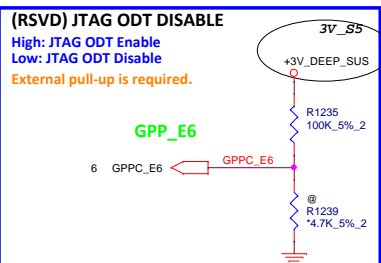 (RSVD) JTAG ODT DISABLE
High: JTAG ODT Enable
Low: JTAG ODT Disable
External pull-up is required.
3V_S5
+3V_DEEP_SUS
R1235
100K_5%_2
GPP_E6
6 GPPC_E6 GPPC_E6
@
R1239
*4.7K_5%_2